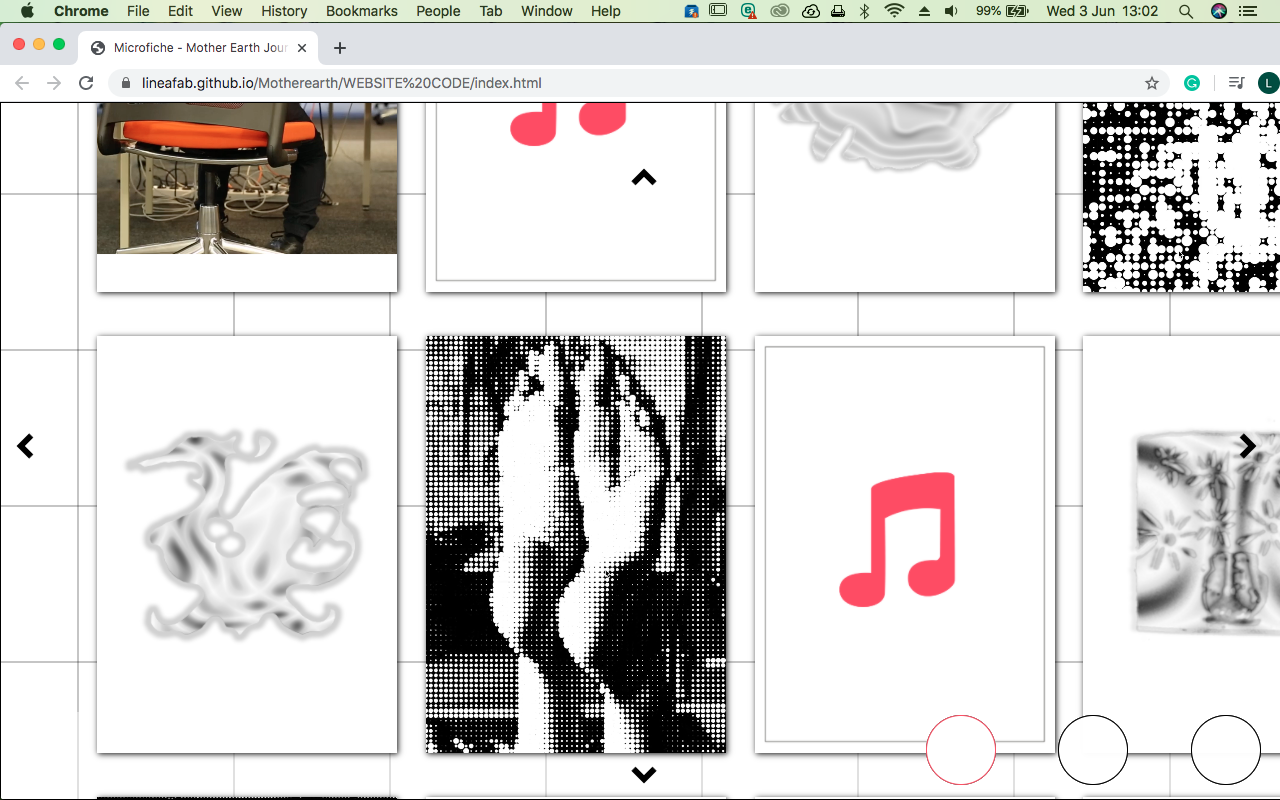 Chrome File Edit View History Bookmarks People Tab Window Help 99% Wed 3 Jun 13:02
Microfiche - Mother Earth Jour
lineafab.github.io/Motherearth/WEBSITE%20CODE/index.html
L